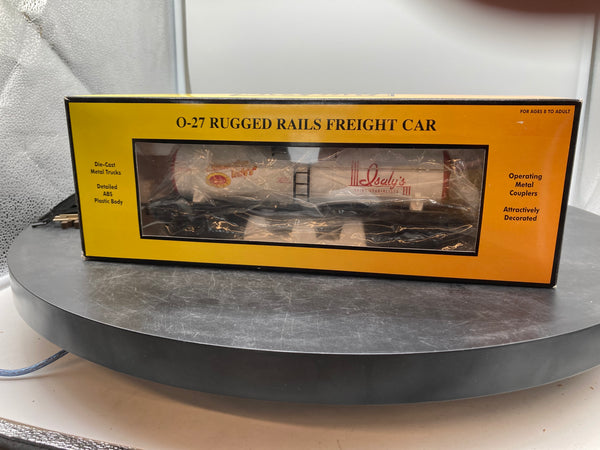 FOR AGES 8 TO ADULT
O-27 RUGGED RAILS FREIGHT CAR
Die-Cast
Metal Trucks
Detailed
ABS
Plastic Body
Isaly's
Operating
Metal
Couplers
Attractively
Decorated